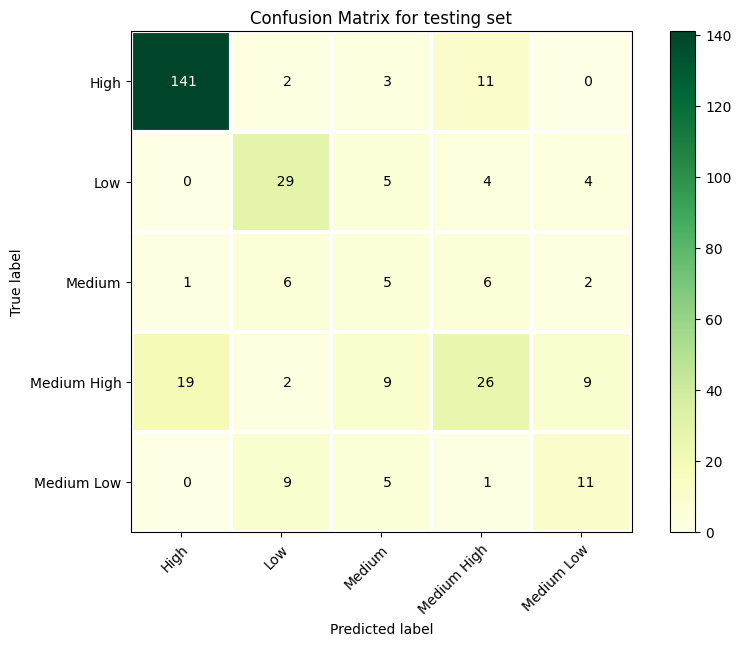 Confusion Matrix for testing set
High 141 2 3 11 0
Low 0 29 5 4 4
Medium 1 6 5 6 2
Medium High 19 2 9 26 9
Medium Low 0 9 5 1 11
High Low Medium Medium High Medium Low
Predicted label
True label
140
120
100
80
60
40
20
0